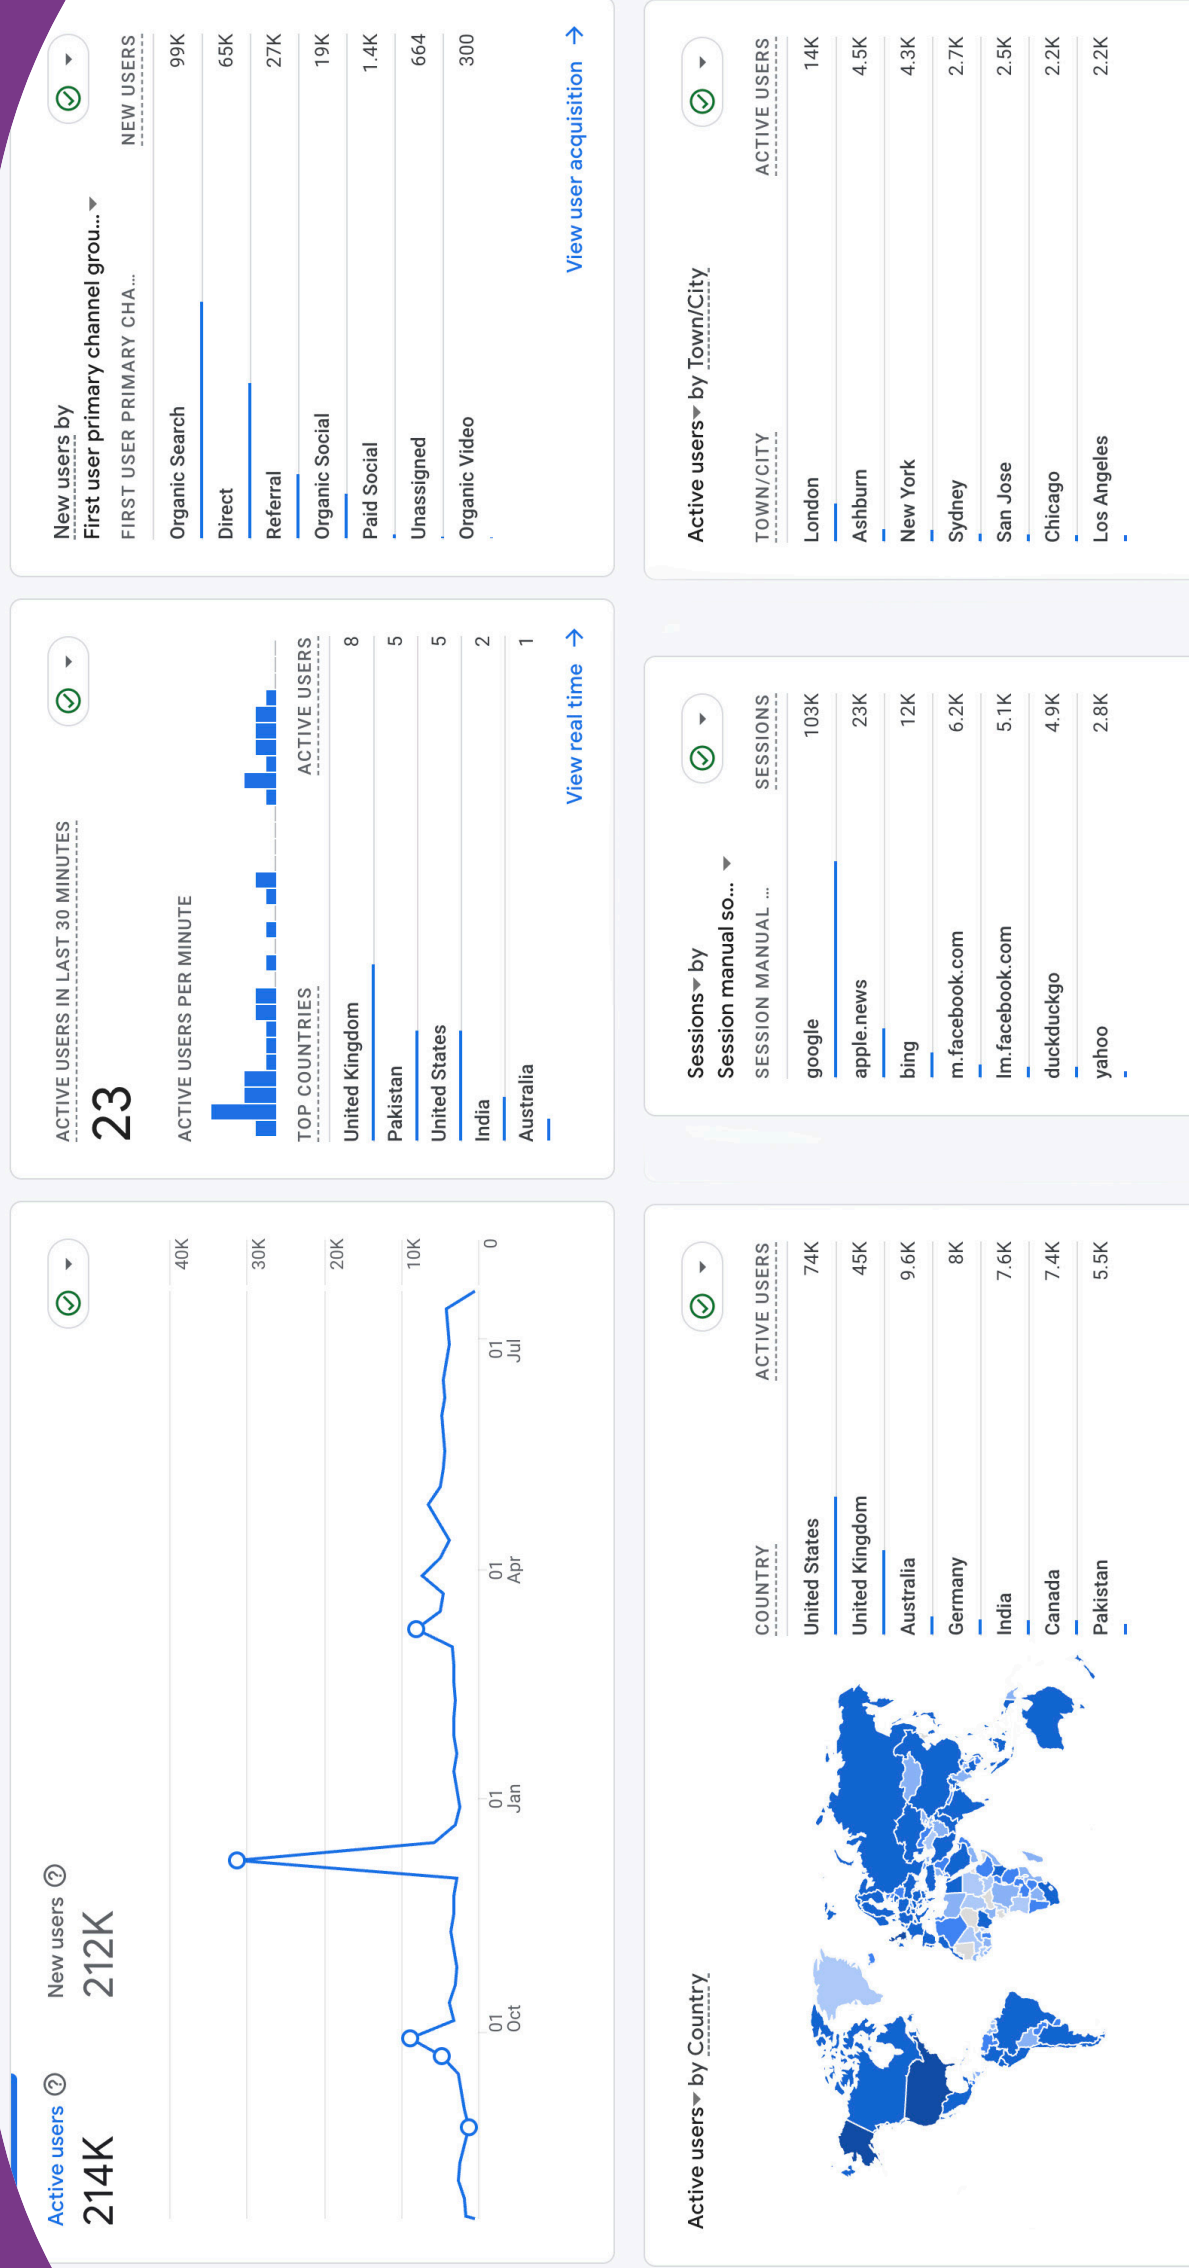 Active users
New users
214K
212K
40K
30K
20K
10K
0
01
Oct
01
Jan
01
Apr
01
Jul
ACTIVE USERS IN LAST 30 MINUTES
23
ACTIVE USERS PER MINUTE
TOP COUNTRIES ACTIVE USERS
United Kingdom 8
Pakistan 5
United States 5
India 2
Australia 1
View real time →
New users by
First user primary channel grou...
FIRST USER PRIMARY CHA... NEW USERS
Organic Search 99K
Direct 65K
Referral 27K
Organic Social 19K
Paid Social 1.4K
Unassigned 664
Organic Video 300
View user acquisition →
Active users by Country
COUNTRY ACTIVE USERS
United States 74K
United Kingdom 45K
Australia 9.6K
Germany 8K
India 7.6K
Canada 7.4K
Pakistan 5.5K
Sessions by
Session manual so...
SESSION MANUAL ... SESSIONS
google 103K
apple.news 23K
bing 12K
m.facebook.com 6.2K
lm.facebook.com 5.1K
duckduckgo 4.9K
yahoo 2.8K
Active users by Town/City
TOWN/CITY ACTIVE USERS
London 14K
Ashburn 4.5K
New York 4.3K
Sydney 2.7K
San Jose 2.5K
Chicago 2.2K
Los Angeles 2.2K